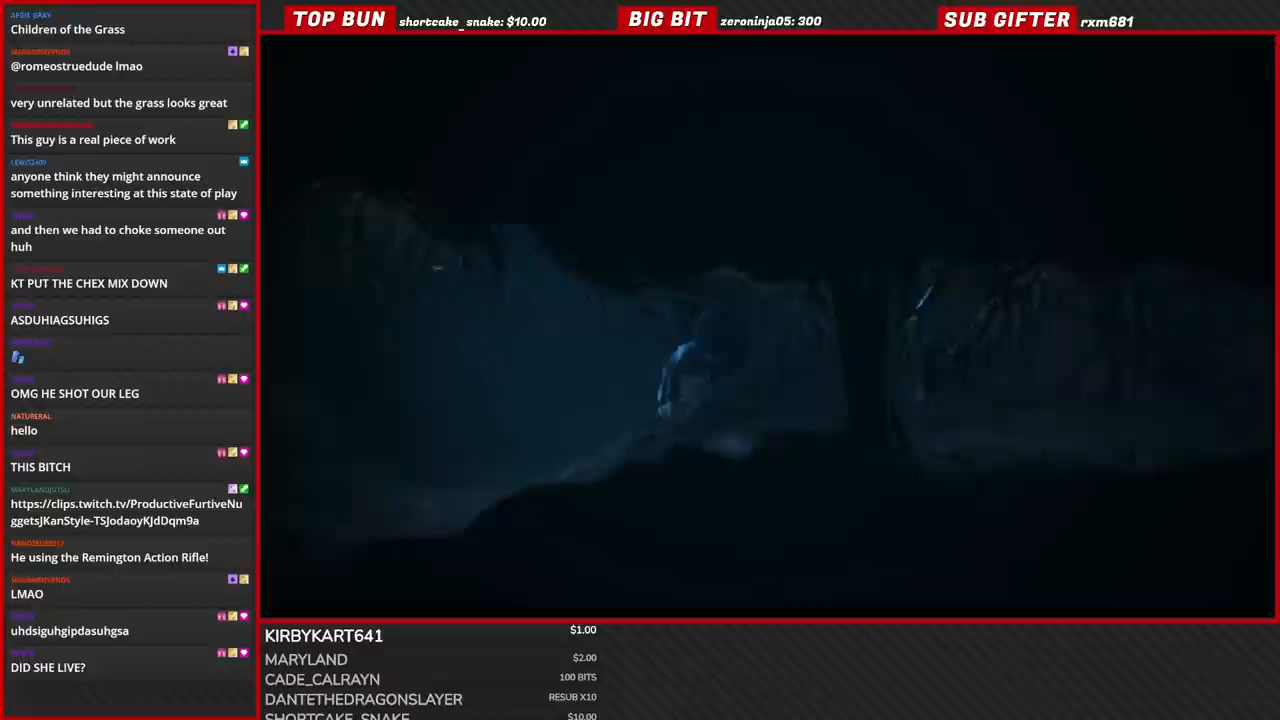 TOP BUN
shortcake_snake: $10.00
BIG BIT
zeroninja05: 300
SUB GIFTER
rxm681
AEGIS BRAY
Children of the Grass
@romeostruedude lmao
very unrelated but the grass looks great
This guy is a real piece of work
LEWIS2409
anyone think they might announce
something interesting at this state of play
and then we had to choke someone out
huh
KT PUT THE CHEX MIX DOWN
ASDUHIAGSUHIGS
OMG HE SHOT OUR LEG
NATURERAL
hello
THIS BITCH
MARYLANDJUTSU
https://clips.twitch.tv/ProductiveFurtiveNu
ggetsJKanStyle-TSJodaoyKJdDqm9a
He using the Remington Action Rifle!
LMAO
uhdsiguhgipdasuhgsa
DID SHE LIVE?
KIRBYKART641
$1.00
MARYLAND
$2.00
CADE_CALRAYN
100 BITS
DANTETHEDRAGONSLAYER
RESUB X10
SHORTCAKE_SNAKE
$10.00